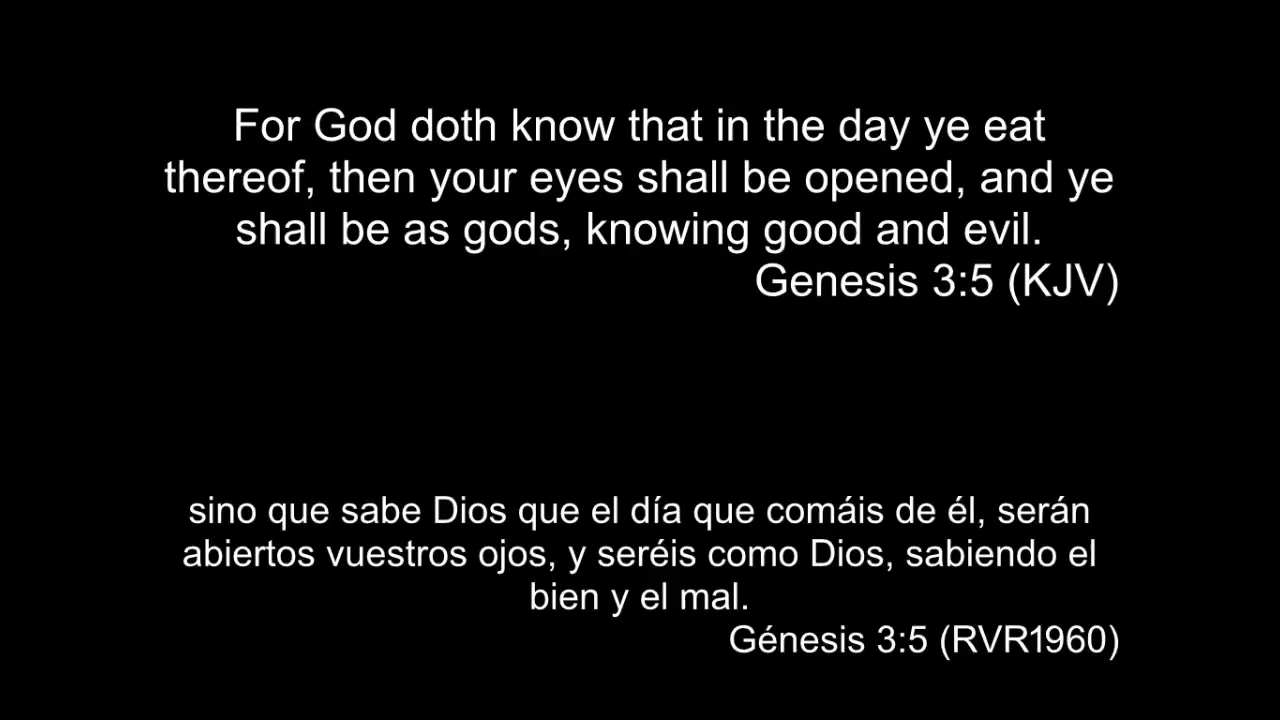 For God doth know that in the day ye eat
thereof, then your eyes shall be opened, and ye
shall be as gods, knowing good and evil.
Genesis 3:5 (KJV)
sino que sabe Dios que el día que comáis de él, serán
abiertos vuestros ojos, y seréis como Dios, sabiendo el
bien y el mal.
Génesis 3:5 (RVR1960)